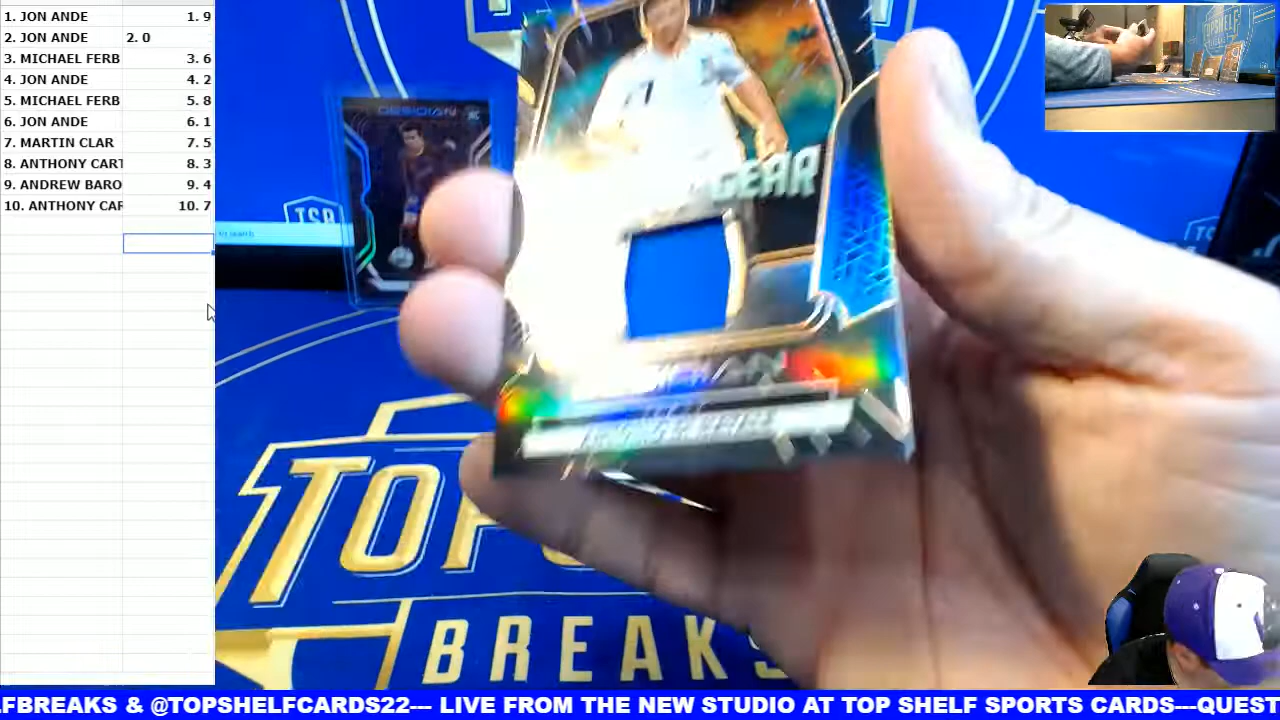 1. JON ANDE 1. 9
2. JON ANDE 2. 0
3. MICHAEL FERB 3. 6
4. JON ANDE 4. 2
5. MICHAEL FERB 5. 8
6. JON ANDE 6. 1
7. MARTIN CLAR 7. 5
8. ANTHONY CART 8. 3
9. ANDREW BARO 9. 4
10. ANTHONY CAR 10. 7
OBSIDIAN
TSB
GEAR
TOPSHELF
BREAKS
LFBREAKS & @TOPSHELFCARDS22--- LIVE FROM THE NEW STUDIO AT TOP SHELF SPORTS CARDS---QUEST